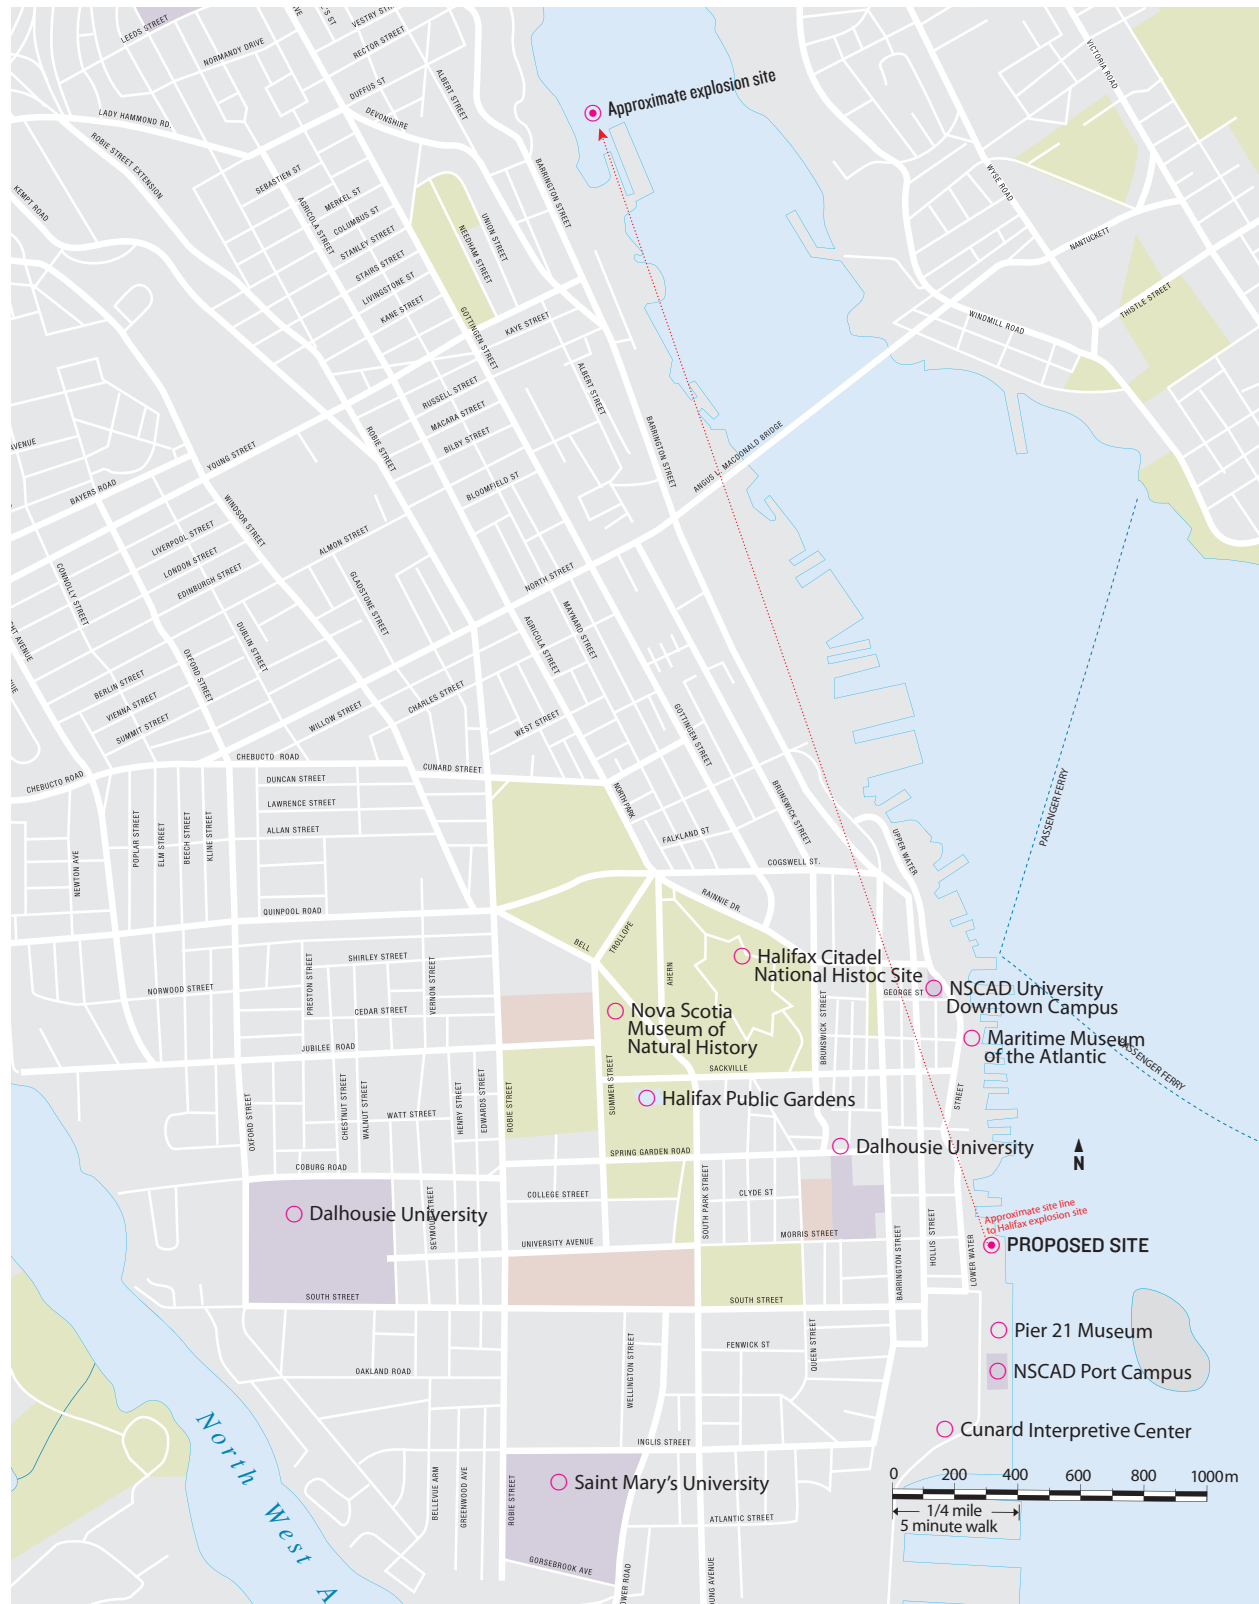 LEEDS STREET
VESTRY
RECTOR STREET
NORMANDY DRIVE
DUFFUS ST
ALBERT STREET
VICTORIA ROAD
Approximate explosion site
LADY HAMMOND RD.
DEVONSHIRE
ROBIE STREET EXTENSION
KEMPT ROAD
SEBASTIEN ST
BARRINGTON STREET
WYSE ROAD
MERKEL ST
AGRICOLA STREET
COLUMBUS ST
UNION STREET
NEEDHAM STREET
STANLEY STREET
NANTUCKETT
STAIRS STREET
LIVINGSTONE ST
THISTLE STREET
KANE STREET
GOTTINGEN STREET
KAYE STREET
WINDMILL ROAD
RUSSELL STREET
ALBERT STREET
MACARA STREET
ROBIE STREET
BILBY STREET
BARRINGTON STREET
ANGUS L. MACDONALD BRIDGE
AVENUE
YOUNG STREET
BAYERS ROAD
BLOOMFIELD ST
WINDSOR STREET
LIVERPOOL STREET
ALMON STREET
LONDON STREET
EDINBURGH STREET
CONNOLLY STREET
GLADSTONE STREET
NORTH STREET
MAYNARD STREET
AGRICOLA STREET
DUBLIN STREET
OXFORD STREET
BERLIN STREET
VIENNA STREET
SUMMIT STREET
WILLOW STREET
CHARLES STREET
WEST STREET
GOTTINGEN STREET
CHEBUCTO ROAD
CHEBUCTO ROAD
CUNARD STREET
DUNCAN STREET
LAWRENCE STREET
ALLAN STREET
NORTH PARK
BRUNSWICK STREET
PASSENGER FERRY
POPLAR STREET
ELM STREET
BEECH STREET
KLINE STREET
NEWTON AVE
FALKLAND ST
UPPER WATER
COGSWELL ST.
RAINNIE DR.
QUINPOOL ROAD
BELL
TROLLOPE
AHERN
SHIRLEY STREET
Halifax Citadel
National Histoc Site
NORWOOD STREET
PRESTON STREET
VERNON STREET
CEDAR STREET
GEORGE ST
NSCAD University
Downtown Campus
Nova Scotia
Museum of
Natural History
BRUNSWICK STREET
Maritime Museum
of the Atlantic
PASSENGER FERRY
JUBILEE ROAD
SACKVILLE
STREET
SUMMER STREET
Halifax Public Gardens
OXFORD STREET
CHESTNUT STREET
WALNUT STREET
WATT STREET
HENRY STREET
EDWARDS STREET
ROBIE STREET
SPRING GARDEN ROAD
Dalhousie University
N
COBURG ROAD
COLLEGE STREET
CLYDE ST
SOUTH PARK STREET
Dalhousie University
SEYMOUR STREET
UNIVERSITY AVENUE
MORRIS STREET
Approximate site line
to Halifax explosion site
PROPOSED SITE
BARRINGTON STREET
HOLLIS STREET
LOWER WATER
SOUTH STREET
SOUTH STREET
Pier 21 Museum
FENWICK ST
QUEEN STREET
WELLINGTON STREET
OAKLAND ROAD
NSCAD Port Campus
Cunard Interpretive Center
INGLIS STREET
North West A
BELLEVUE ARM
GREENWOOD AVE
ROBIE STREET
Saint Mary's University
0 200 400 600 800 1000m
1/4 mile
5 minute walk
ATLANTIC STREET
GORSEBROOK AVE